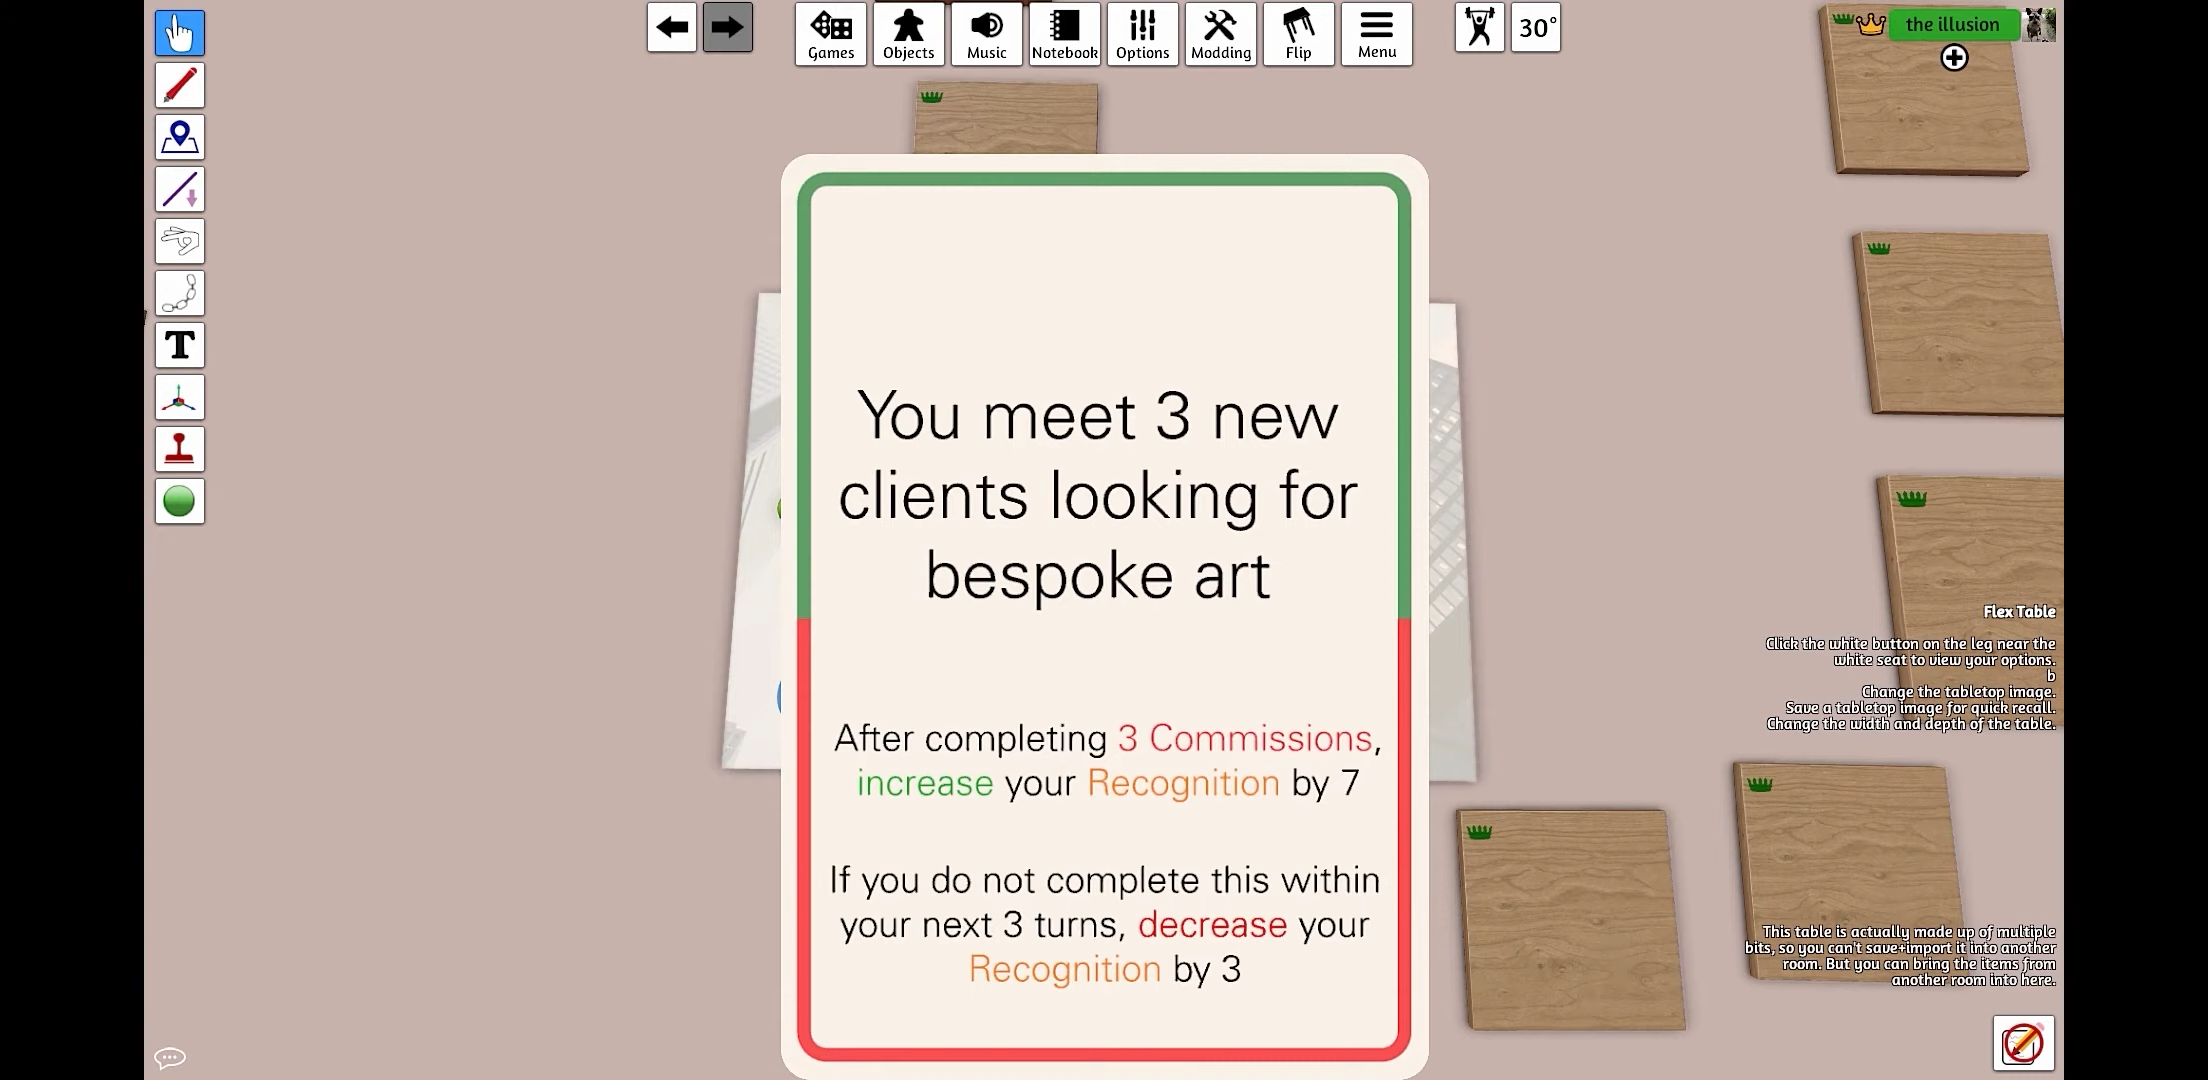 Games
Objects
Music
Notebook
Options
Modding
Flip
Menu
30°
the illusion
T
You meet 3 new
clients looking for
bespoke art
After completing 3 Commissions,
increase your Recognition by 7
If you do not complete this within
your next 3 turns, decrease your
Recognition by 3
Flex Table
Click the white button on the leg near the
white seat to view your options.
b
Change the tabletop image.
Save a tabletop image for quick recall.
Change the width and depth of the table.
This table is actually made up of multiple
bits, so you can't save+import it into another
room. But you can bring the items from
another room into here.